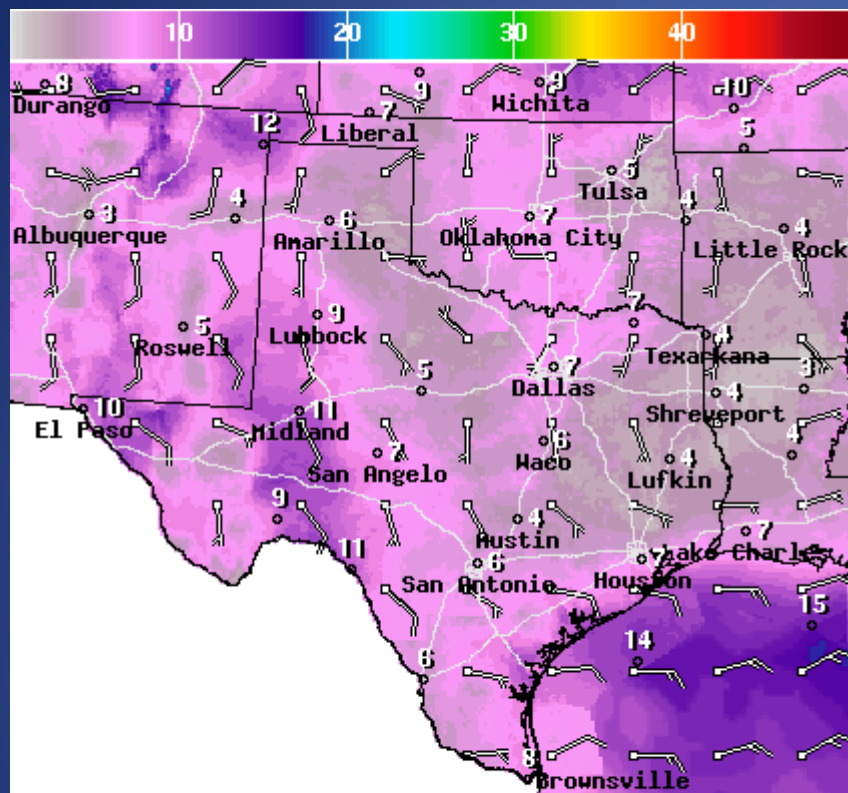 10 20 30 40
8 9 9
Durango Wichita 10
7
Liberal
12 5
5
Tulsa
3 4 6 7 4 4
Albuquerque Amarillo Oklahoma City Little Rock
9 7
5 Lubbock 4
Roswell Texarkana
5 7 3
Dallas 4
10 11 Shreveport
El Paso Midland
7 6 4 4
San Angelo Waco Lufkin
9 4 7
Austin Lake Charles
11 6 7
San Antonio Houston
15
14
6
8
Brownsville